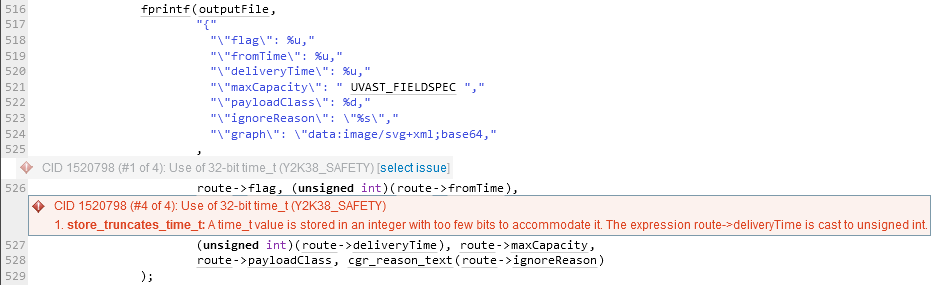 516 fprintf(outputFile,
517 "{"
518 "\"flag\": %u,"
519 "\"fromTime\": %u,"
520 "\"deliveryTime\": %u,"
521 "\"maxCapacity\": " UVAST_FIELDSPEC ","
522 "\"payloadClass\": %d,"
523 "\"ignoreReason\": \"%s\","
524 "\"graph\": \"data:image/svg+xml;base64,"
525 ,
CID 1520798 (#1 of 4): Use of 32-bit time_t (Y2K38_SAFETY) [select issue]
526 route->flag, (unsigned int)(route->fromTime),
CID 1520798 (#4 of 4): Use of 32-bit time_t (Y2K38_SAFETY)
1. store_truncates_time_t: A time_t value is stored in an integer with too few bits to accommodate it. The expression route->deliveryTime is cast to unsigned int.
527 (unsigned int)(route->deliveryTime), route->maxCapacity,
528 route->payloadClass, cgr_reason_text(route->ignoreReason)
529 );